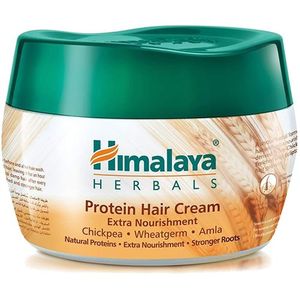 Himalaya®
HERBALS
Protein Hair Cream
Extra Nourishment
Chickpea • Wheatgerm • Amla
Natural Proteins • Extra Nourishment • Stronger Roots